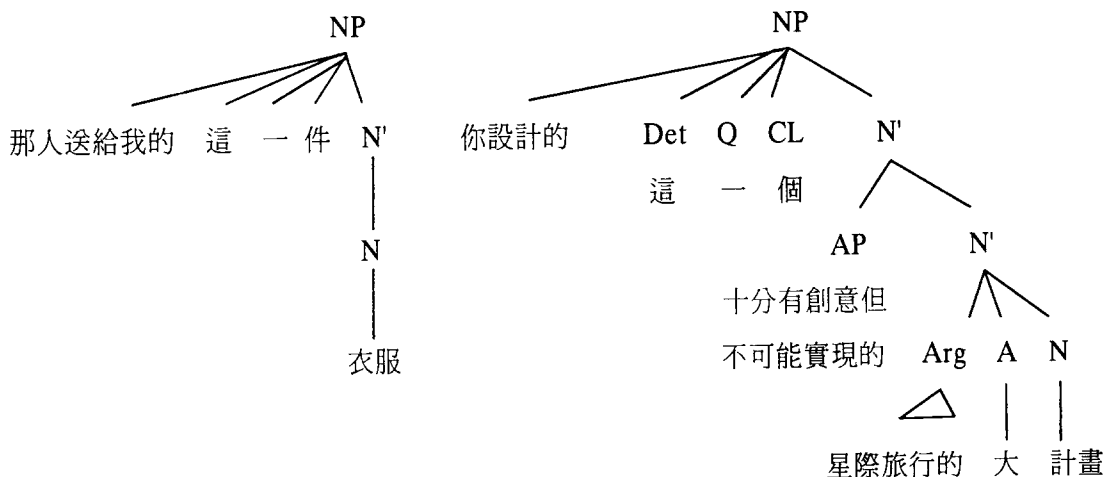 NP NP
那人送給我的 這 一 件 N' 你設計的 Det Q CL N'
這 一 個
N AP N'
十分有創意但
衣服 不可能實現的 Arg A N
星際旅行的 大 計畫